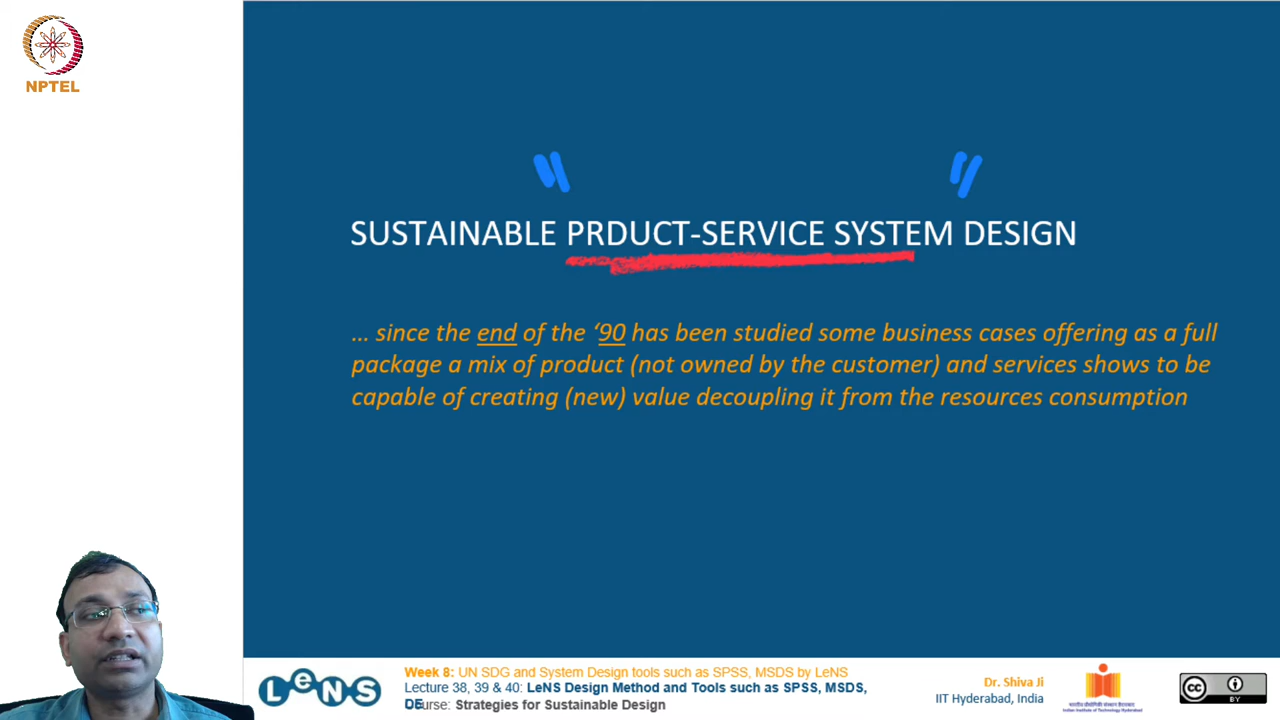 NPTEL
SUSTAINABLE PRDUCT-SERVICE SYSTEM DESIGN
… since the end of the ‘90 has been studied some business cases offering as a full
package a mix of product (not owned by the customer) and services shows to be
capable of creating (new) value decoupling it from the resources consumption
LeNS
Week 8: UN SDG and System Design tools such as SPSS, MSDS by LeNS
Lecture 38, 39 & 40: LeNS Design Method and Tools such as SPSS, MSDS,
Course: Strategies for Sustainable Design
Dr. Shiva Ji
IIT Hyderabad, India
cc
BY